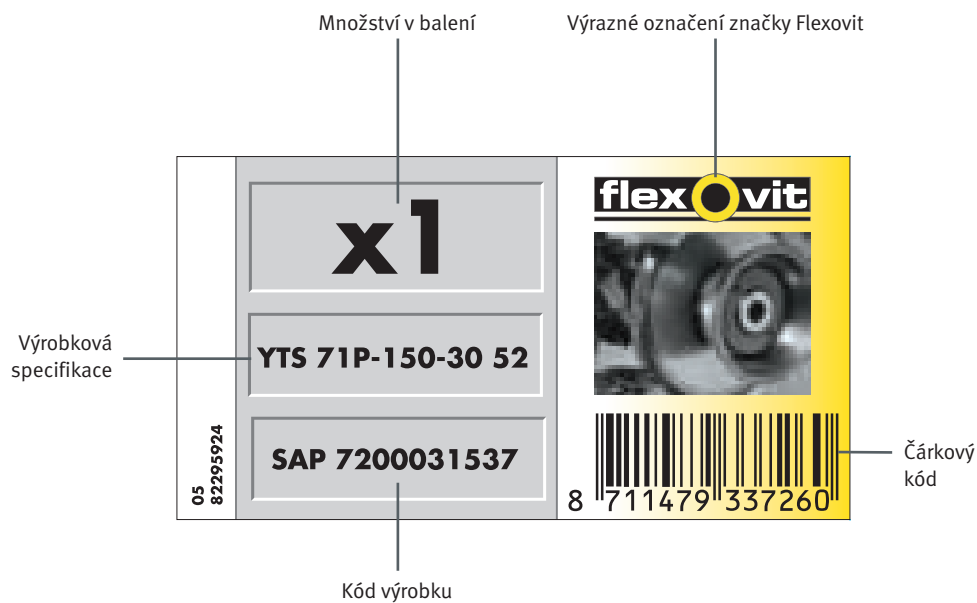 Množství v balení
Výrazné označení značky Flexovit
flexovit
x1
Výrobková
specifikace
YTS 71P-150-30 52
SAP 7200031537
05
82295924
8 711479 337260
Čárkový
kód
Kód výrobku